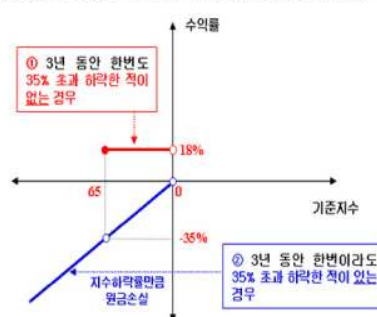 수익률
① 3년 동안 한번도
35% 초과 하락한 적이
없는 경우
18%
65
0
기준지수
-35%
② 3년 동안 한번이라도
35% 초과 하락한 적이 있는
경우
지수하락률만큼
원금손실